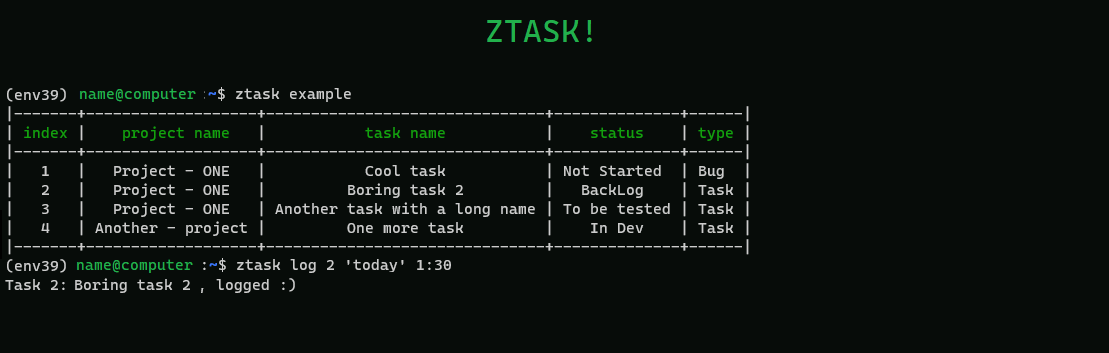 ZTASK!
(env39) name@computer :~$ ztask example
|-------+-------------------+-------------------------------+--------------+------|
| index |    project name   |           task name           |    status    | type |
|-------+-------------------+-------------------------------+--------------+------|
|   1   |   Project - ONE   |           Cool task           | Not Started  | Bug  |
|   2   |   Project - ONE   |         Boring task 2         |   BackLog    | Task |
|   3   |   Project - ONE   | Another task with a long name | To be tested | Task |
|   4   | Another - project |         One more task         |    In Dev    | Task |
|-------+-------------------+-------------------------------+--------------+------|
(env39) name@computer :~$ ztask log 2 'today' 1:30
Task 2: Boring task 2 , logged :)